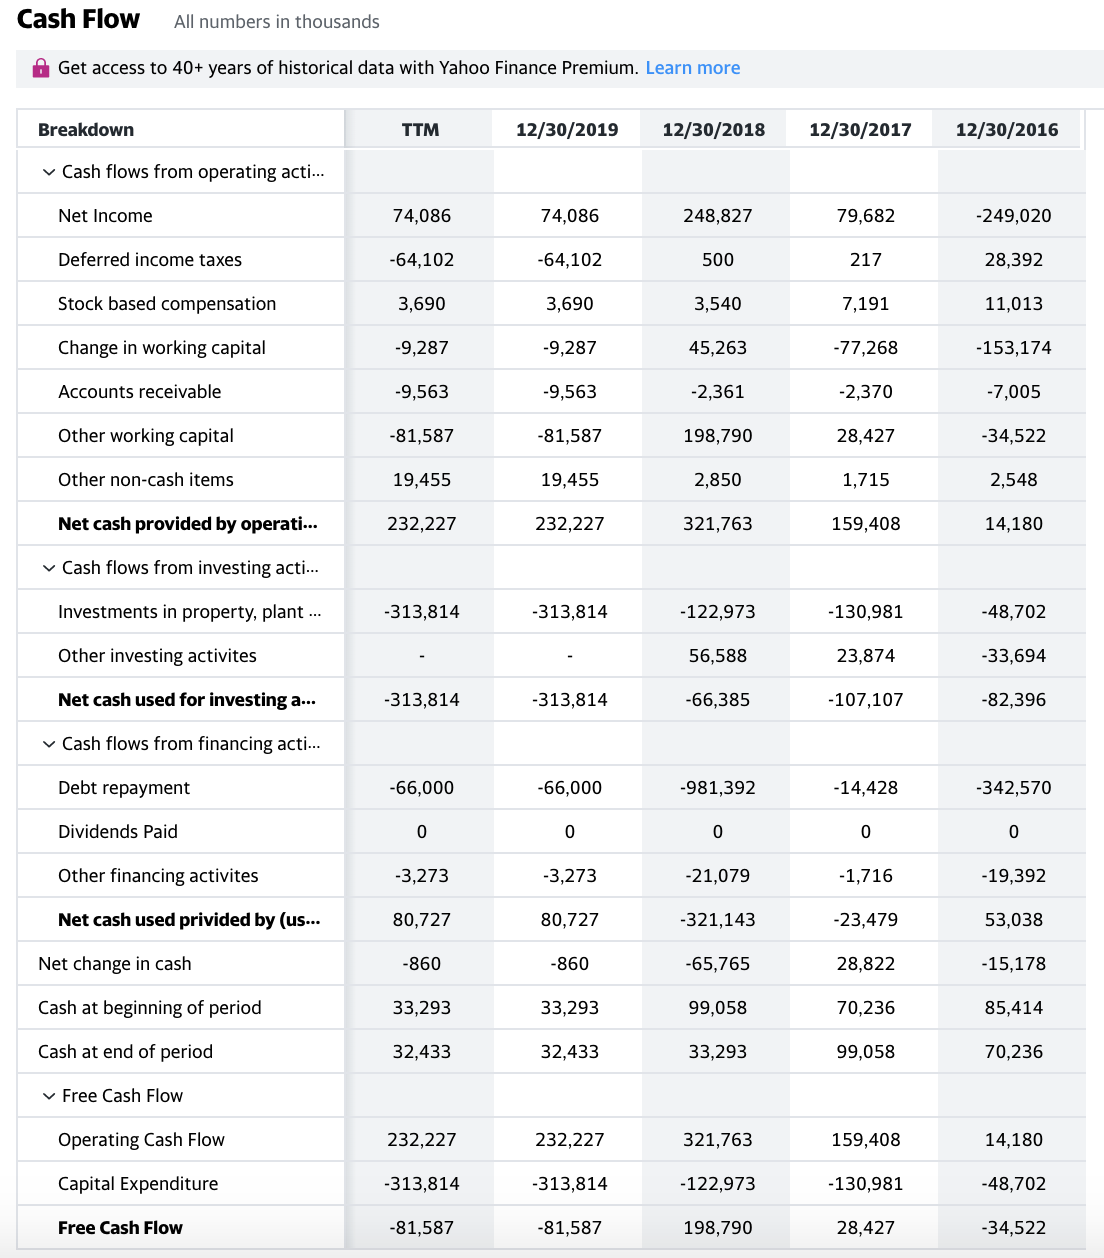 Cash Flow All numbers in thousands
Get access to 40+ years of historical data with Yahoo Finance Premium. Learn more
Breakdown TTM 12/30/2019 12/30/2018 12/30/2017 12/30/2016
Cash flows from operating acti...
Net Income 74,086 74,086 248,827 79,682 -249,020
Deferred income taxes -64,102 -64,102 500 217 28,392
Stock based compensation 3,690 3,690 3,540 7,191 11,013
Change in working capital -9,287 -9,287 45,263 -77,268 -153,174
Accounts receivable -9,563 -9,563 -2,361 -2,370 -7,005
Other working capital -81,587 -81,587 198,790 28,427 -34,522
Other non-cash items 19,455 19,455 2,850 1,715 2,548
Net cash provided by operati... 232,227 232,227 321,763 159,408 14,180
Cash flows from investing acti...
Investments in property, plant ... -313,814 -313,814 -122,973 -130,981 -48,702
Other investing activites - - 56,588 23,874 -33,694
Net cash used for investing a... -313,814 -313,814 -66,385 -107,107 -82,396
Cash flows from financing acti...
Debt repayment -66,000 -66,000 -981,392 -14,428 -342,570
Dividends Paid 0 0 0 0 0
Other financing activites -3,273 -3,273 -21,079 -1,716 -19,392
Net cash used privided by (us... 80,727 80,727 -321,143 -23,479 53,038
Net change in cash -860 -860 -65,765 28,822 -15,178
Cash at beginning of period 33,293 33,293 99,058 70,236 85,414
Cash at end of period 32,433 32,433 33,293 99,058 70,236
Free Cash Flow
Operating Cash Flow 232,227 232,227 321,763 159,408 14,180
Capital Expenditure -313,814 -313,814 -122,973 -130,981 -48,702
Free Cash Flow -81,587 -81,587 198,790 28,427 -34,522